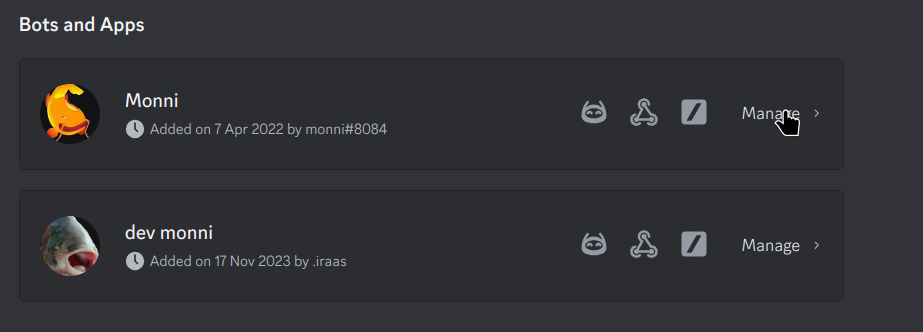 Bots and Apps
Monni
Added on 7 Apr 2022 by monni#8084
Manage
dev monni
Added on 17 Nov 2023 by .iraas
Manage